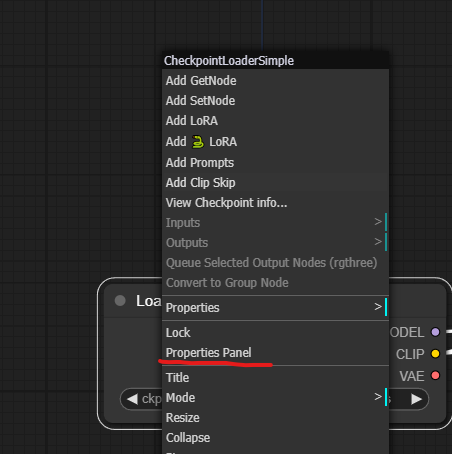 CheckpointLoaderSimple
Add GetNode
Add SetNode
Add LoRA
Add 🐍 LoRA
Add Prompts
Add Clip Skip
View Checkpoint info...
Inputs >
Outputs >
Queue Selected Output Nodes (rgthree)
Convert to Group Node
Loa
Properties >
Lock
ODEL
Properties Panel
CLIP
Title
VAE
Mode >
ckp
s
Resize
Collapse